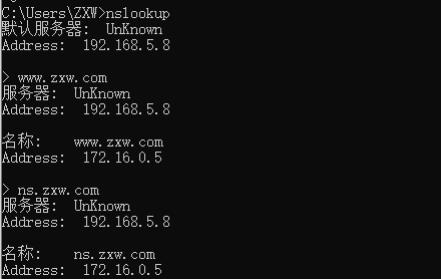 C:\Users\ZXW>nslookup
默认服务器:  UnKnown
Address:  192.168.5.8
> www.zxw.com
服务器:  UnKnown
Address:  192.168.5.8
名称:    www.zxw.com
Address:  172.16.0.5
> ns.zxw.com
服务器:  UnKnown
Address:  192.168.5.8
名称:    ns.zxw.com
Address:  172.16.0.5